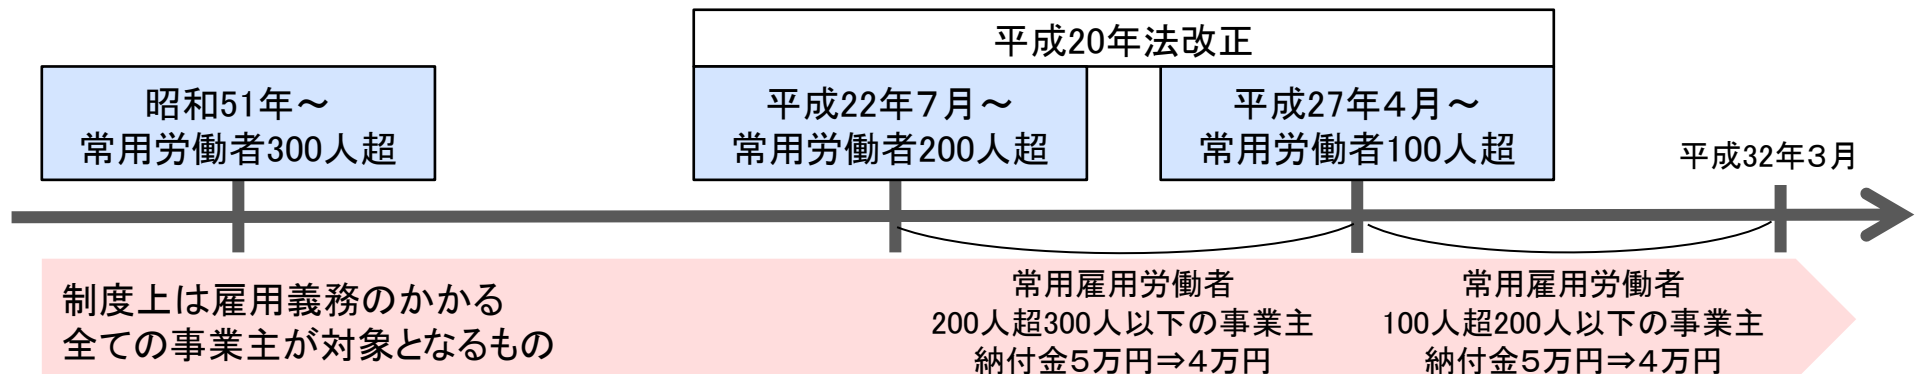 平成20年法改正
昭和51年～
常用労働者300人超
平成22年７月～
常用労働者200人超
平成27年４月～
常用労働者100人超
平成32年３月
制度上は雇用義務のかかる
全ての事業主が対象となるもの
常用雇用労働者
200人超300人以下の事業主
納付金５万円⇒４万円
常用雇用労働者
100人超200人以下の事業主
納付金５万円⇒４万円